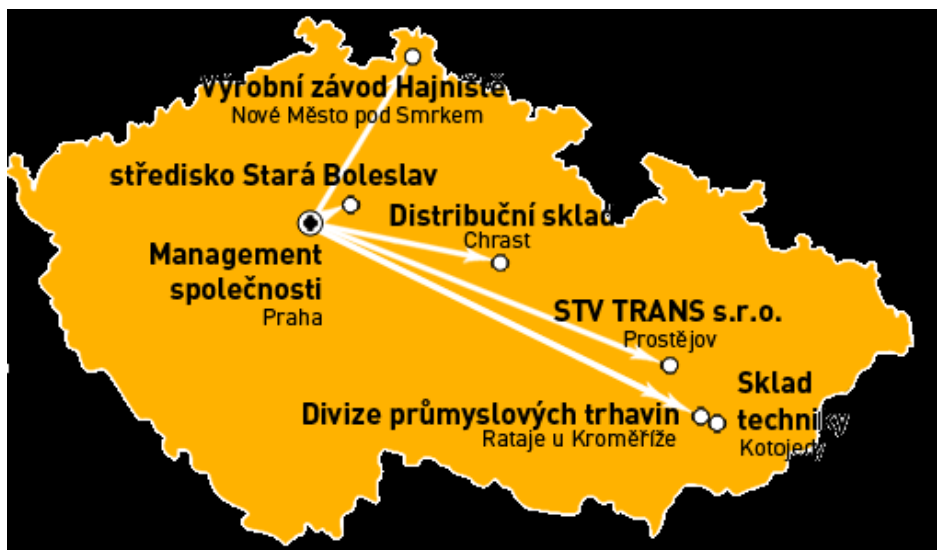 Výrobní závod Hajniště
Nové Město pod Smrkem
středisko Stará Boleslav
Distribuční sklad
Chrast
Management
společnosti
Praha
STV TRANS s.r.o.
Prostějov
Divize průmyslových trhavin
Rataje u Kroměříže
Sklad
techniky
Kotojedy